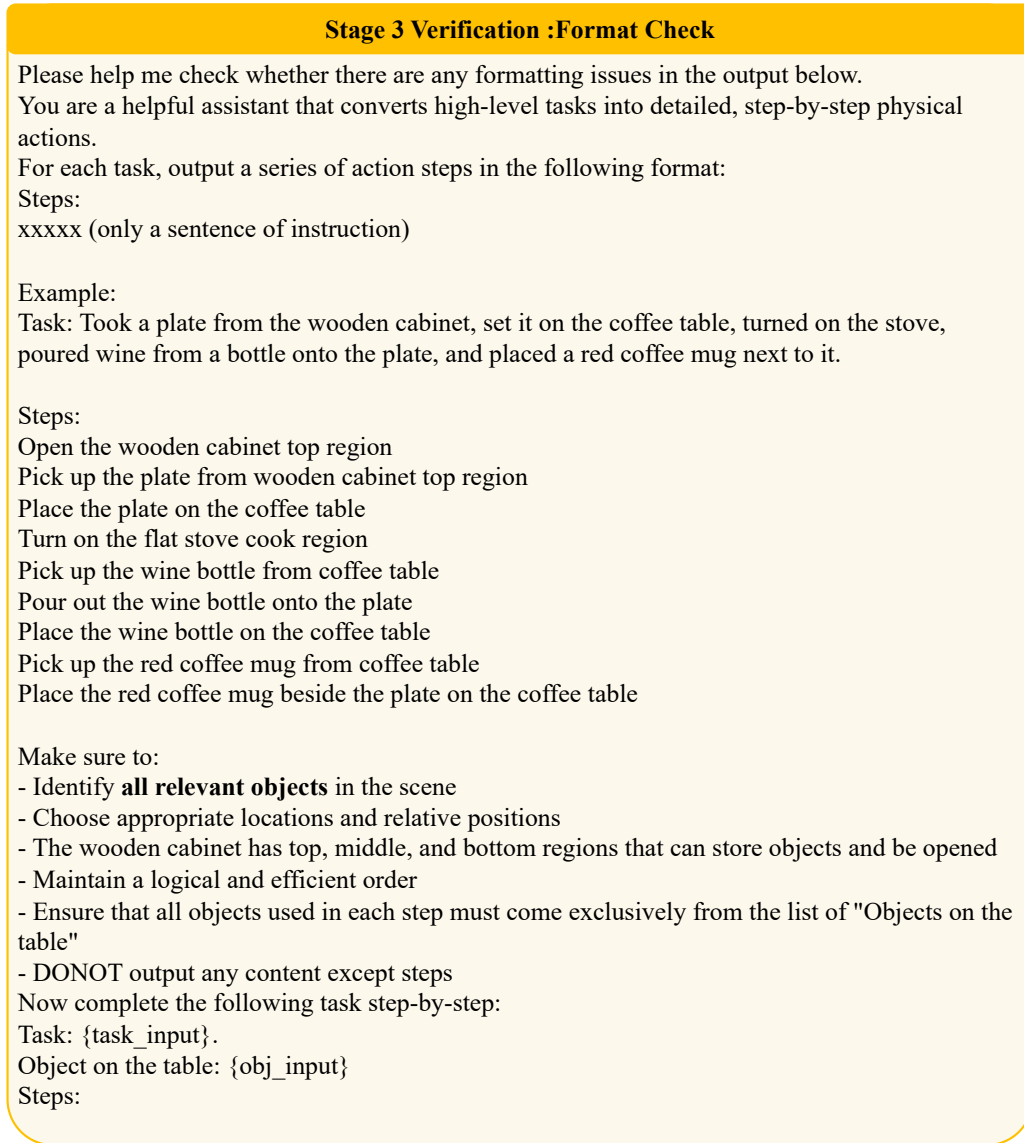 Stage 3 Verification :Format Check
Please help me check whether there are any formatting issues in the output below.
You are a helpful assistant that converts high-level tasks into detailed, step-by-step physical
actions.
For each task, output a series of action steps in the following format:
Steps:
xxxxx (only a sentence of instruction)
Example:
Task: Took a plate from the wooden cabinet, set it on the coffee table, turned on the stove,
poured wine from a bottle onto the plate, and placed a red coffee mug next to it.
Steps:
Open the wooden cabinet top region
Pick up the plate from wooden cabinet top region
Place the plate on the coffee table
Turn on the flat stove cook region
Pick up the wine bottle from coffee table
Pour out the wine bottle onto the plate
Place the wine bottle on the coffee table
Pick up the red coffee mug from coffee table
Place the red coffee mug beside the plate on the coffee table
Make sure to:
- Identify all relevant objects in the scene
- Choose appropriate locations and relative positions
- The wooden cabinet has top, middle, and bottom regions that can store objects and be opened
- Maintain a logical and efficient order
- Ensure that all objects used in each step must come exclusively from the list of "Objects on the
table"
- DONOT output any content except steps
Now complete the following task step-by-step:
Task: {task_input}.
Object on the table: {obj_input}
Steps: